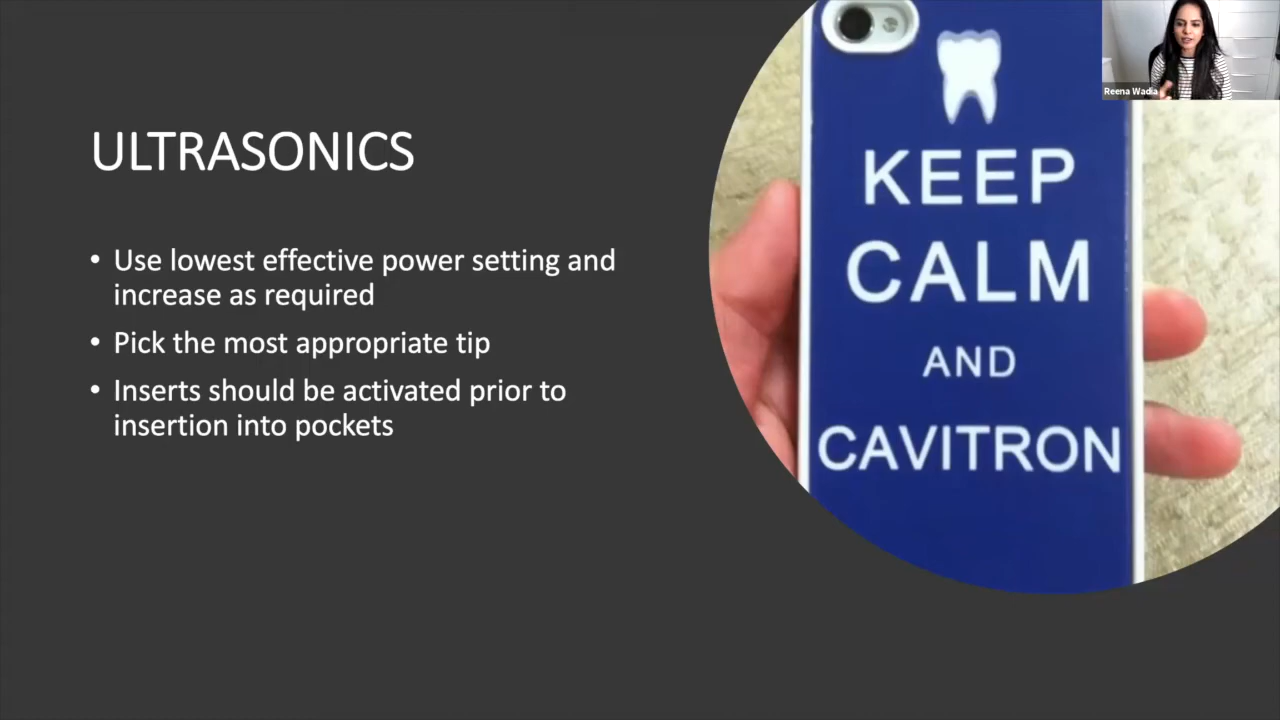 ULTRASONICS
• Use lowest effective power setting and
increase as required
• Pick the most appropriate tip
• Inserts should be activated prior to
insertion into pockets
KEEP
CALM
AND
CAVITRON
Reena Wadia